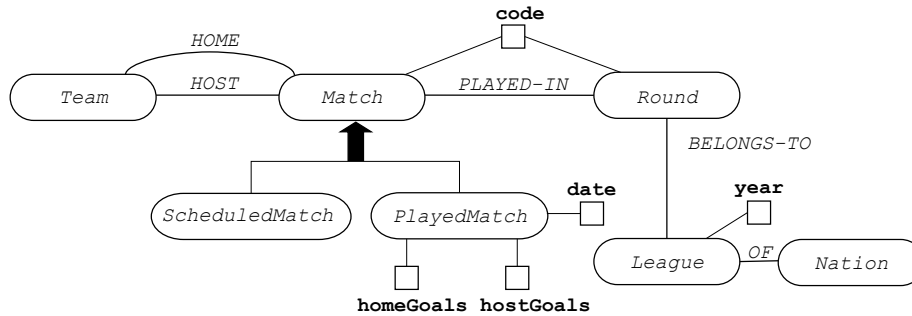 code
HOME
HOST
PLAYED-IN
Team
Match
Round
BELONGS-TO
date
year
ScheduledMatch
PlayedMatch
League
OF
Nation
homeGoals hostGoals